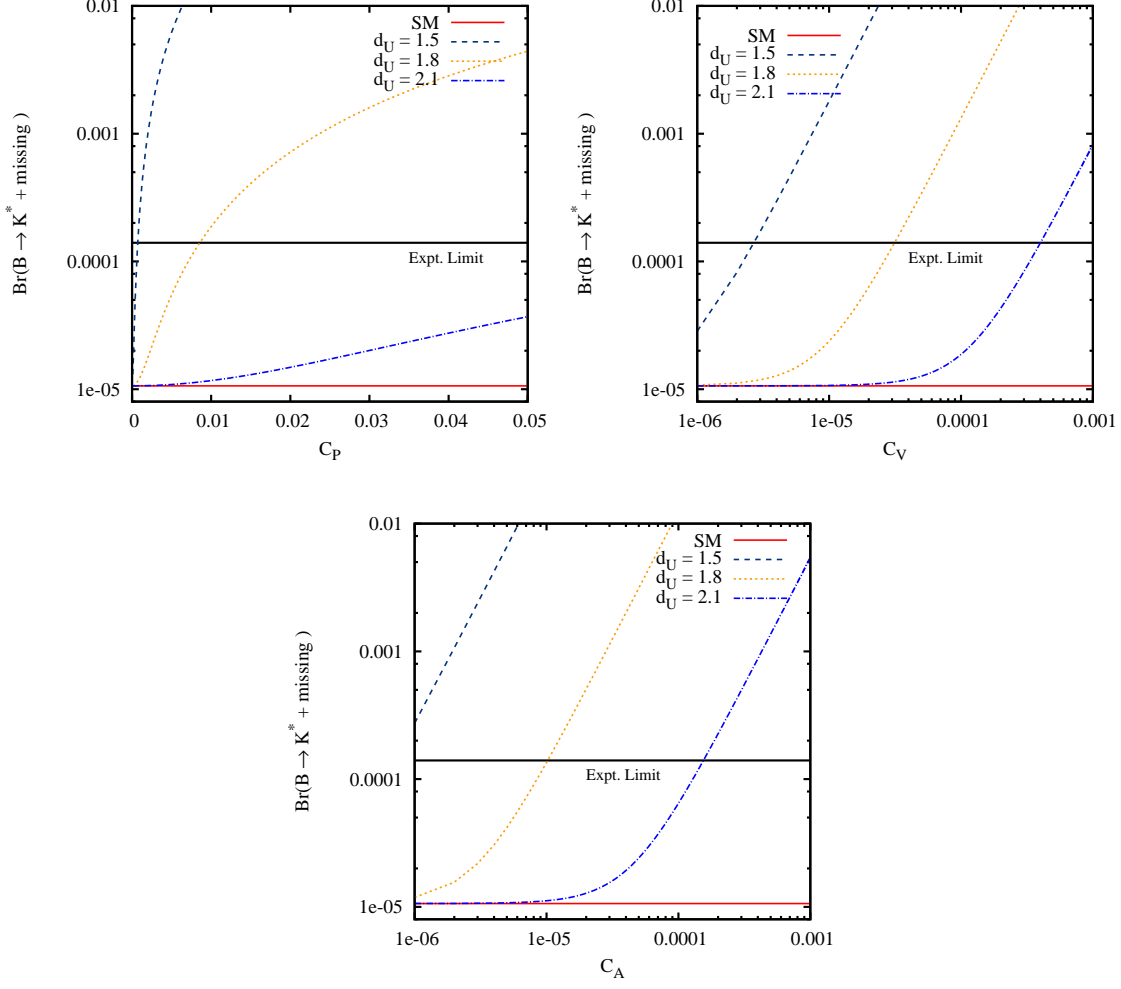 SM
d_U = 1.5
d_U = 1.8
d_U = 2.1
0.01
0.001
0.0001
1e-05
Br(B → K* + missing )
Expt. Limit
0 0.01 0.02 0.03 0.04 0.05
C_P
SM
d_U = 1.5
d_U = 1.8
d_U = 2.1
0.01
0.001
0.0001
1e-05
Br(B → K* + missing )
Expt. Limit
1e-06 1e-05 0.0001 0.001
C_V
SM
d_U = 1.5
d_U = 1.8
d_U = 2.1
0.01
0.001
0.0001
1e-05
Br(B → K* + missing )
Expt. Limit
1e-06 1e-05 0.0001 0.001
C_A